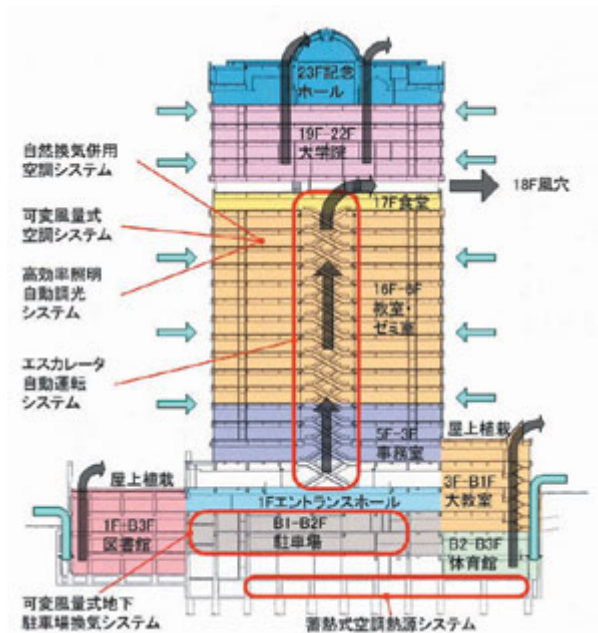 23F記念
ホール
19F-22F
大学院
自然換気併用
空調システム
18F風穴
17F食堂
可変風量式
空調システム
高効率照明
自動調光
システム
16F-6F
教室・
ゼミ室
エスカレータ
自動運転
システム
5F-3F
事務室
屋上植栽
屋上植栽
3F-B1F
大教室
1Fエントランスホール
1F-B3F
図書館
B1-B2F
駐車場
B2-B3F
体育館
可変風量式地下
駐車場換気システム
蓄熱式空調熱源システム